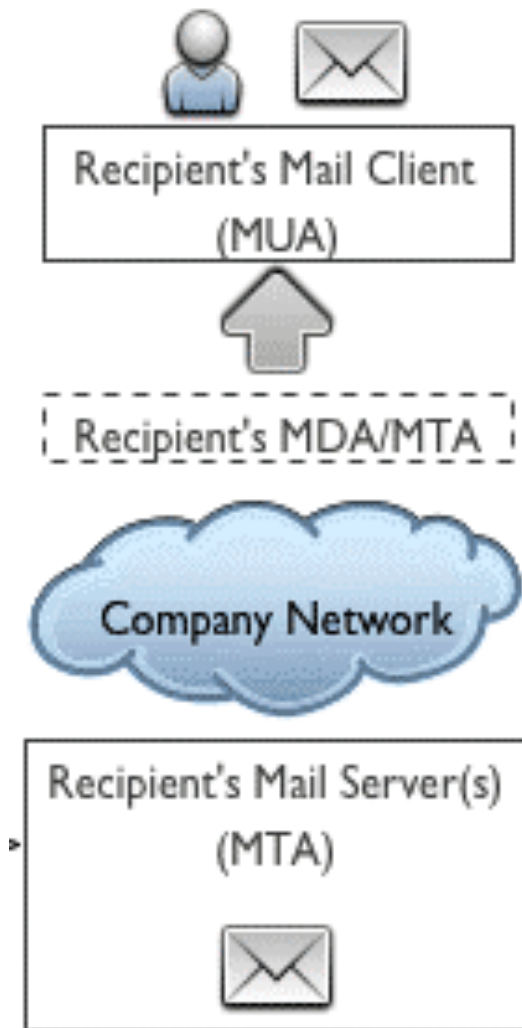 Recipient's Mail Client
(MUA)
Recipient's MDA/MTA
Company Network
Recipient's Mail Server(s)
(MTA)